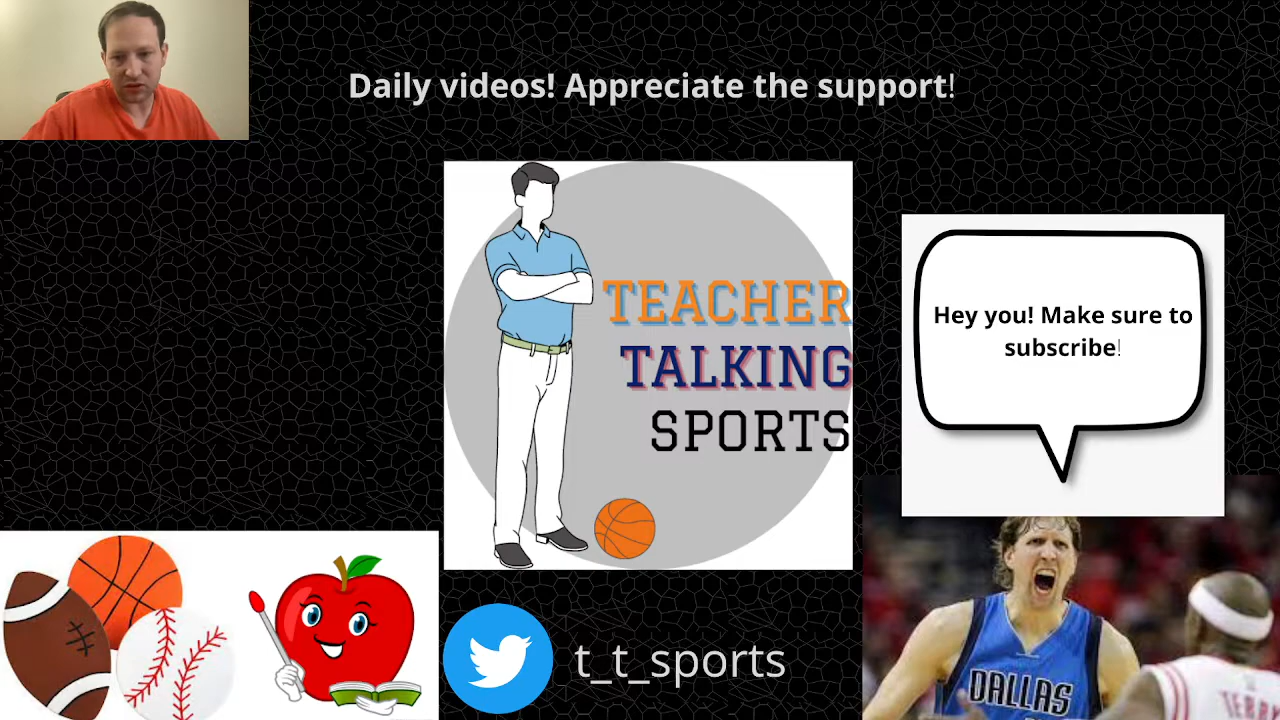 Daily videos! Appreciate the support!
TEACHER
TALKING
SPORTS
Hey you! Make sure to
subscribe!
t_t_sports
DALLAS